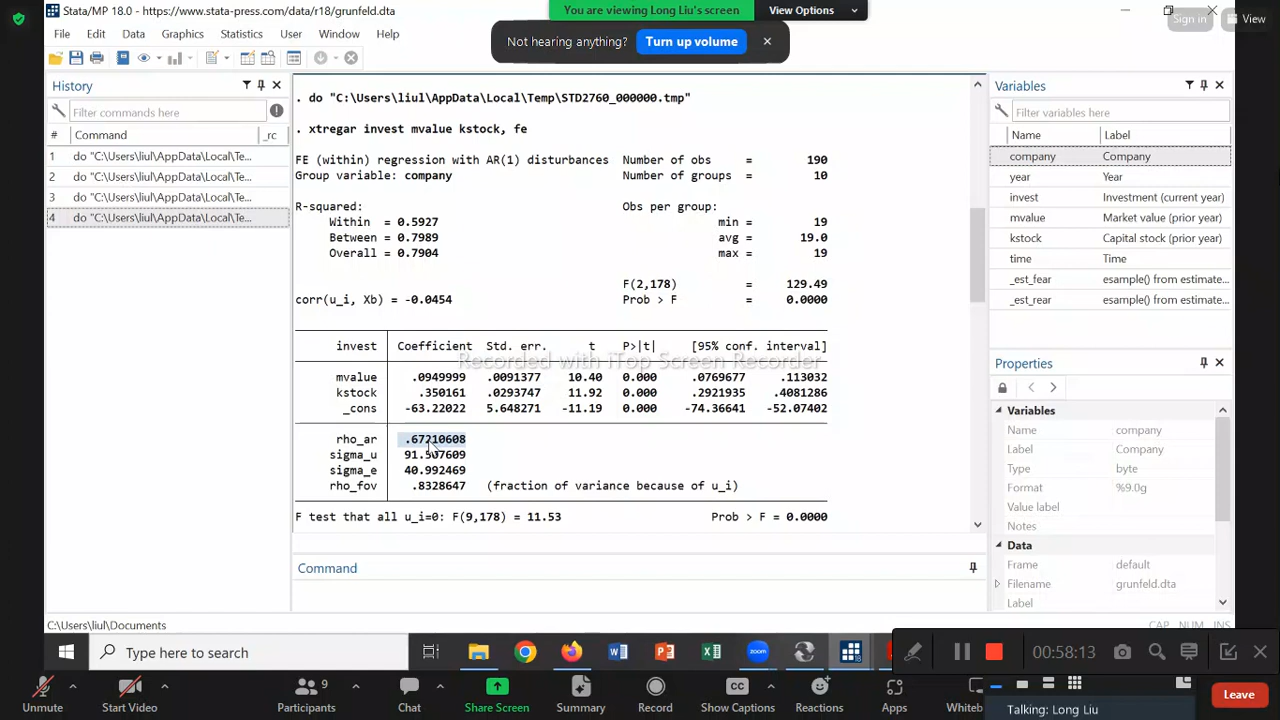 Stata/MP 18.0 - https://www.stata-press.com/data/r18/grunfeld.dta
You are viewing Long Liu's screen
View Options
Sign in
View
File Edit Data Graphics Statistics User Window Help
Not hearing anything? Turn up volume
History
Filter commands here
# Command _rc
1 do "C:\Users\liul\AppData\Local\Te...
2 do "C:\Users\liul\AppData\Local\Te...
3 do "C:\Users\liul\AppData\Local\Te...
4 do "C:\Users\liul\AppData\Local\Te...
. do "C:\Users\liul\AppData\Local\Temp\STD2760_000000.tmp"
. xtregar invest mvalue kstock, fe
FE (within) regression with AR(1) disturbances Number of obs = 190
Group variable: company Number of groups = 10
R-squared: Obs per group:
Within = 0.5927 min = 19
Between = 0.7989 avg = 19.0
Overall = 0.7904 max = 19
F(2,178) = 129.49
corr(u_i, Xb) = -0.0454 Prob > F = 0.0000
invest Coefficient Std. err. t P>|t| [95% conf. interval]
Recorded with iTop Screen Recorder
mvalue .0949999 .0091377 10.40 0.000 .0769677 .113032
kstock .350161 .0293747 11.92 0.000 .2921935 .4081286
_cons -63.22022 5.648271 -11.19 0.000 -74.36641 -52.07402
rho_ar .67210608
sigma_u 91.507609
sigma_e 40.992469
rho_fov .8328647 (fraction of variance because of u_i)
F test that all u_i=0: F(9,178) = 11.53 Prob > F = 0.0000
Command
Variables
Filter variables here
Name Label
company Company
year Year
invest Investment (current year)
mvalue Market value (prior year)
kstock Capital stock (prior year)
time Time
_est_fear esample() from estimate...
_est_rear esample() from estimate...
Properties
Variables
Name company
Label Company
Type byte
Format %9.0g
Value label
Notes
Data
Frame default
Filename grunfeld.dta
Label
C:\Users\liul\Documents
CAP NUM INS
Type here to search
00:58:13
Unmute
Start Video
9
Participants
Chat
Share Screen
Summary
Record
Show Captions
Reactions
Apps
Whiteb
Talking: Long Liu
Leave